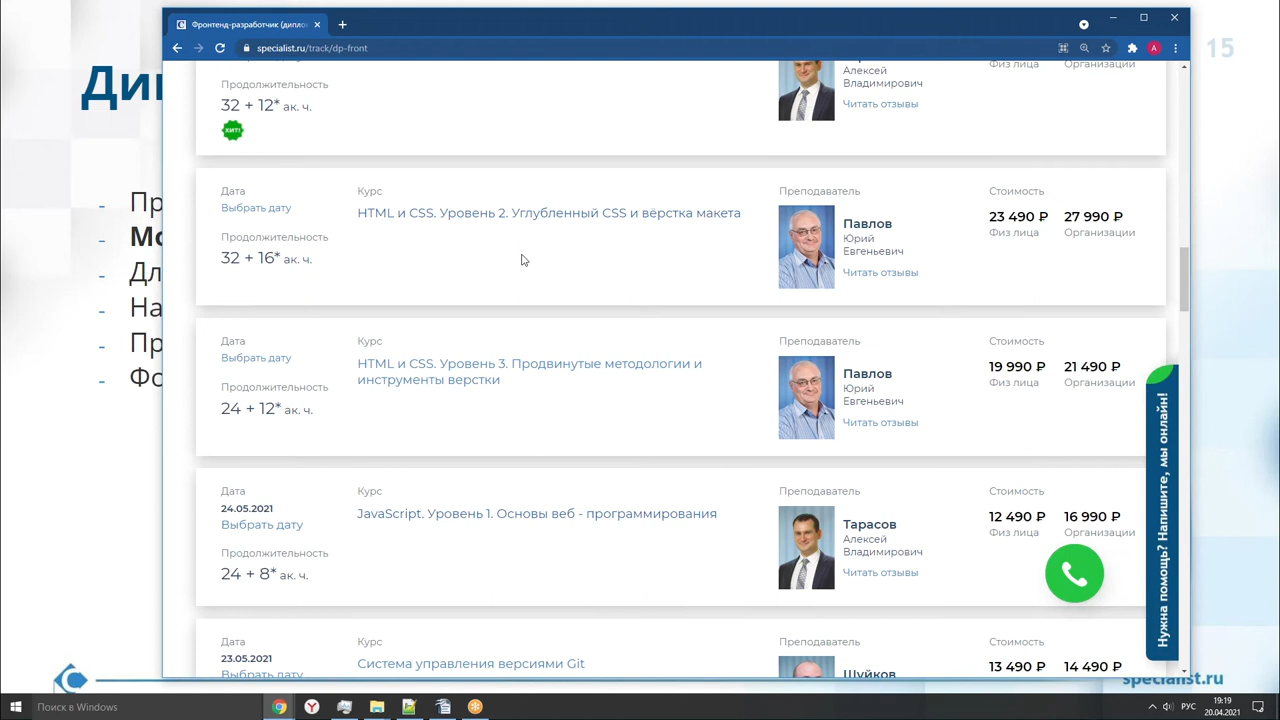 Фронтенд-разработчик (дипло
specialist.ru/track/dp-front
15
Ди
Пр
Мо
Дл
На
Пр
Фо
Продолжительность
32 + 12* ак. ч.
ХИТ!
Алексей
Владимирович
Читать отзывы
Физ лица
Организации
Дата
Выбрать дату
Продолжительность
32 + 16* ак. ч.
Курс
HTML и CSS. Уровень 2. Углубленный CSS и вёрстка макета
Преподаватель
Павлов
Юрий
Евгеньевич
Читать отзывы
Стоимость
23 490 ₽ 27 990 ₽
Физ лица Организации
Дата
Выбрать дату
Продолжительность
24 + 12* ак. ч.
Курс
HTML и CSS. Уровень 3. Продвинутые методологии и
инструменты верстки
Преподаватель
Павлов
Юрий
Евгеньевич
Читать отзывы
Стоимость
19 990 ₽ 21 490 ₽
Физ лица Организации
Дата
24.05.2021
Выбрать дату
Продолжительность
24 + 8* ак. ч.
Курс
JavaScript. Уровень 1. Основы веб - программирования
Преподаватель
Тарасов
Алексей
Владимирович
Читать отзывы
Стоимость
12 490 ₽ 16 990 ₽
Физ лица Организации
Дата
23.05.2021
Выбрать дату
Курс
Система управления версиями Git
Преподаватель
Шуйков
Стоимость
13 490 ₽ 14 490 ₽
Нужна помощь? Напишите, мы онлайн!
specialist.ru
Поиск в Windows
РУС
19:19
20.04.2021